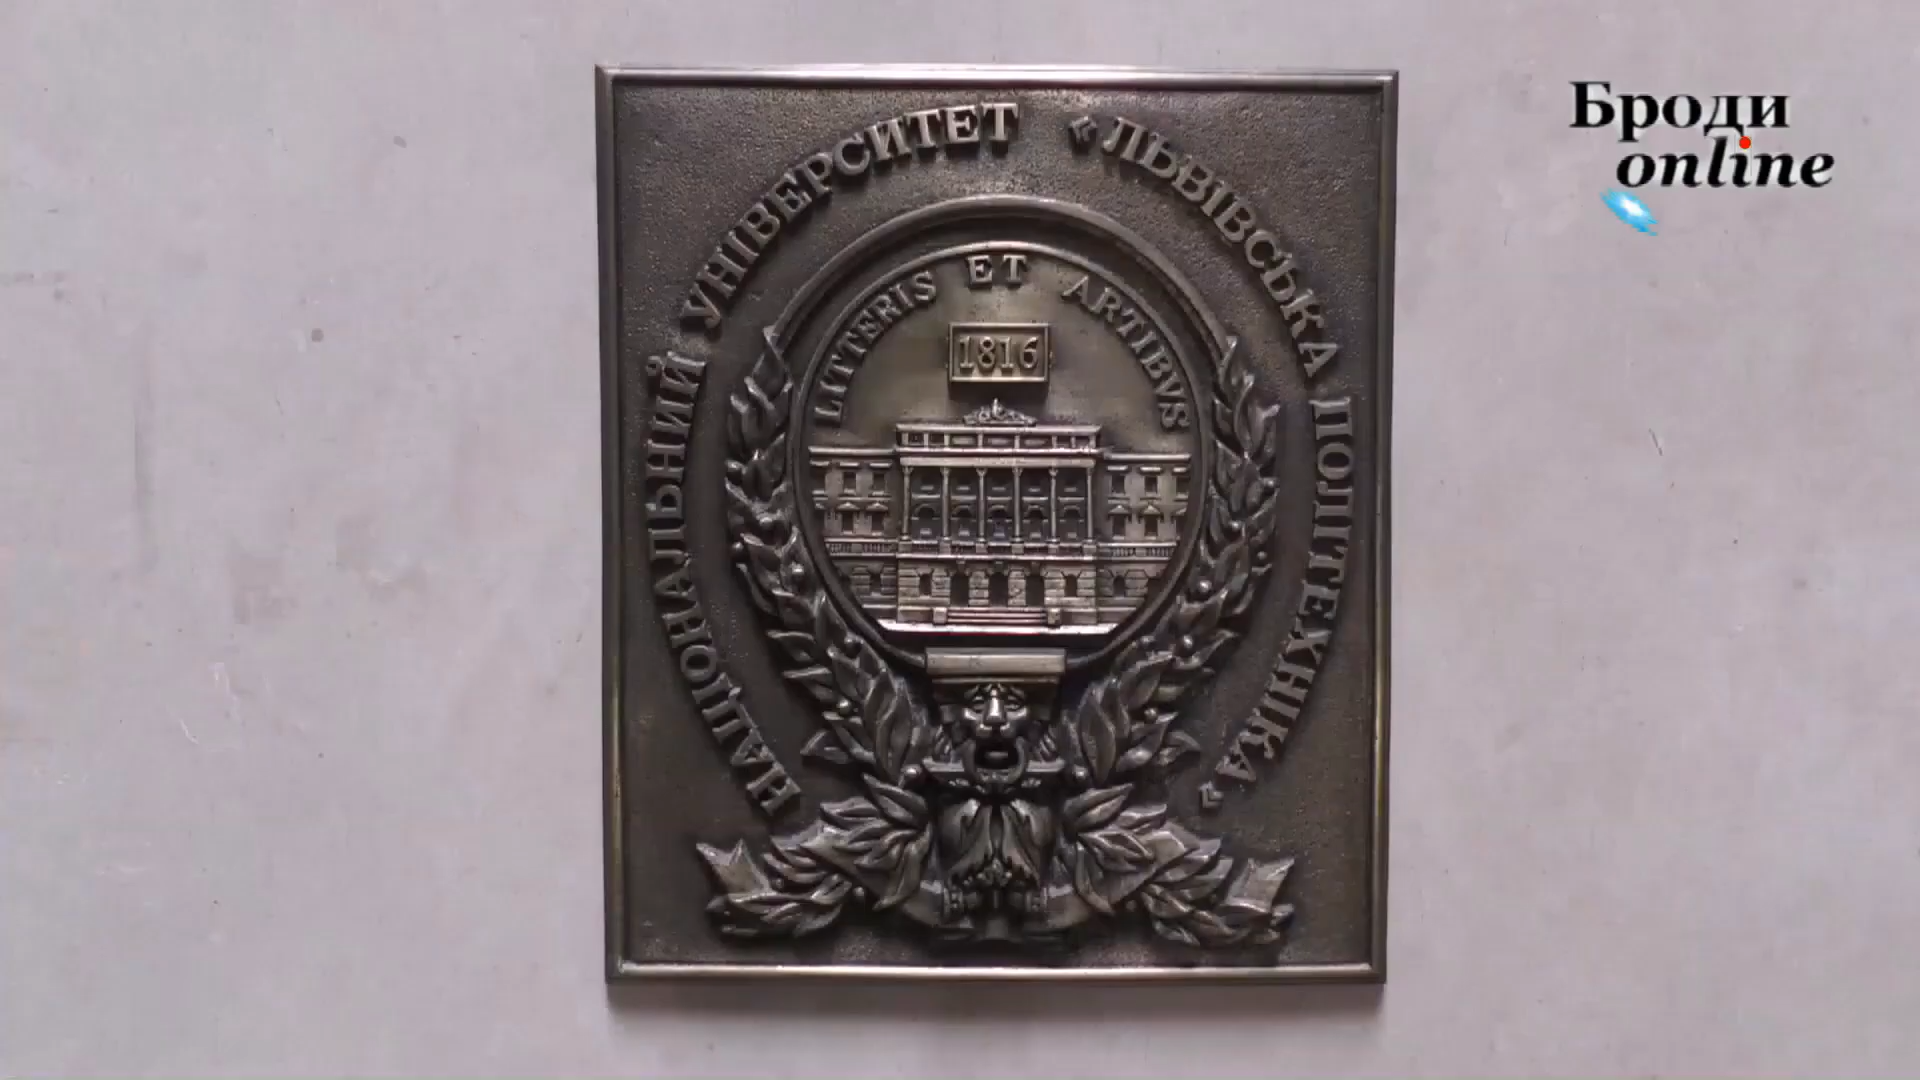 НАЦІОНАЛЬНИЙ УНІВЕРСИТЕТ «ЛЬВІВСЬКА ПОЛІТЕХНІКА»
LITTERIS ET ARTIBVS
1816
Броди
online